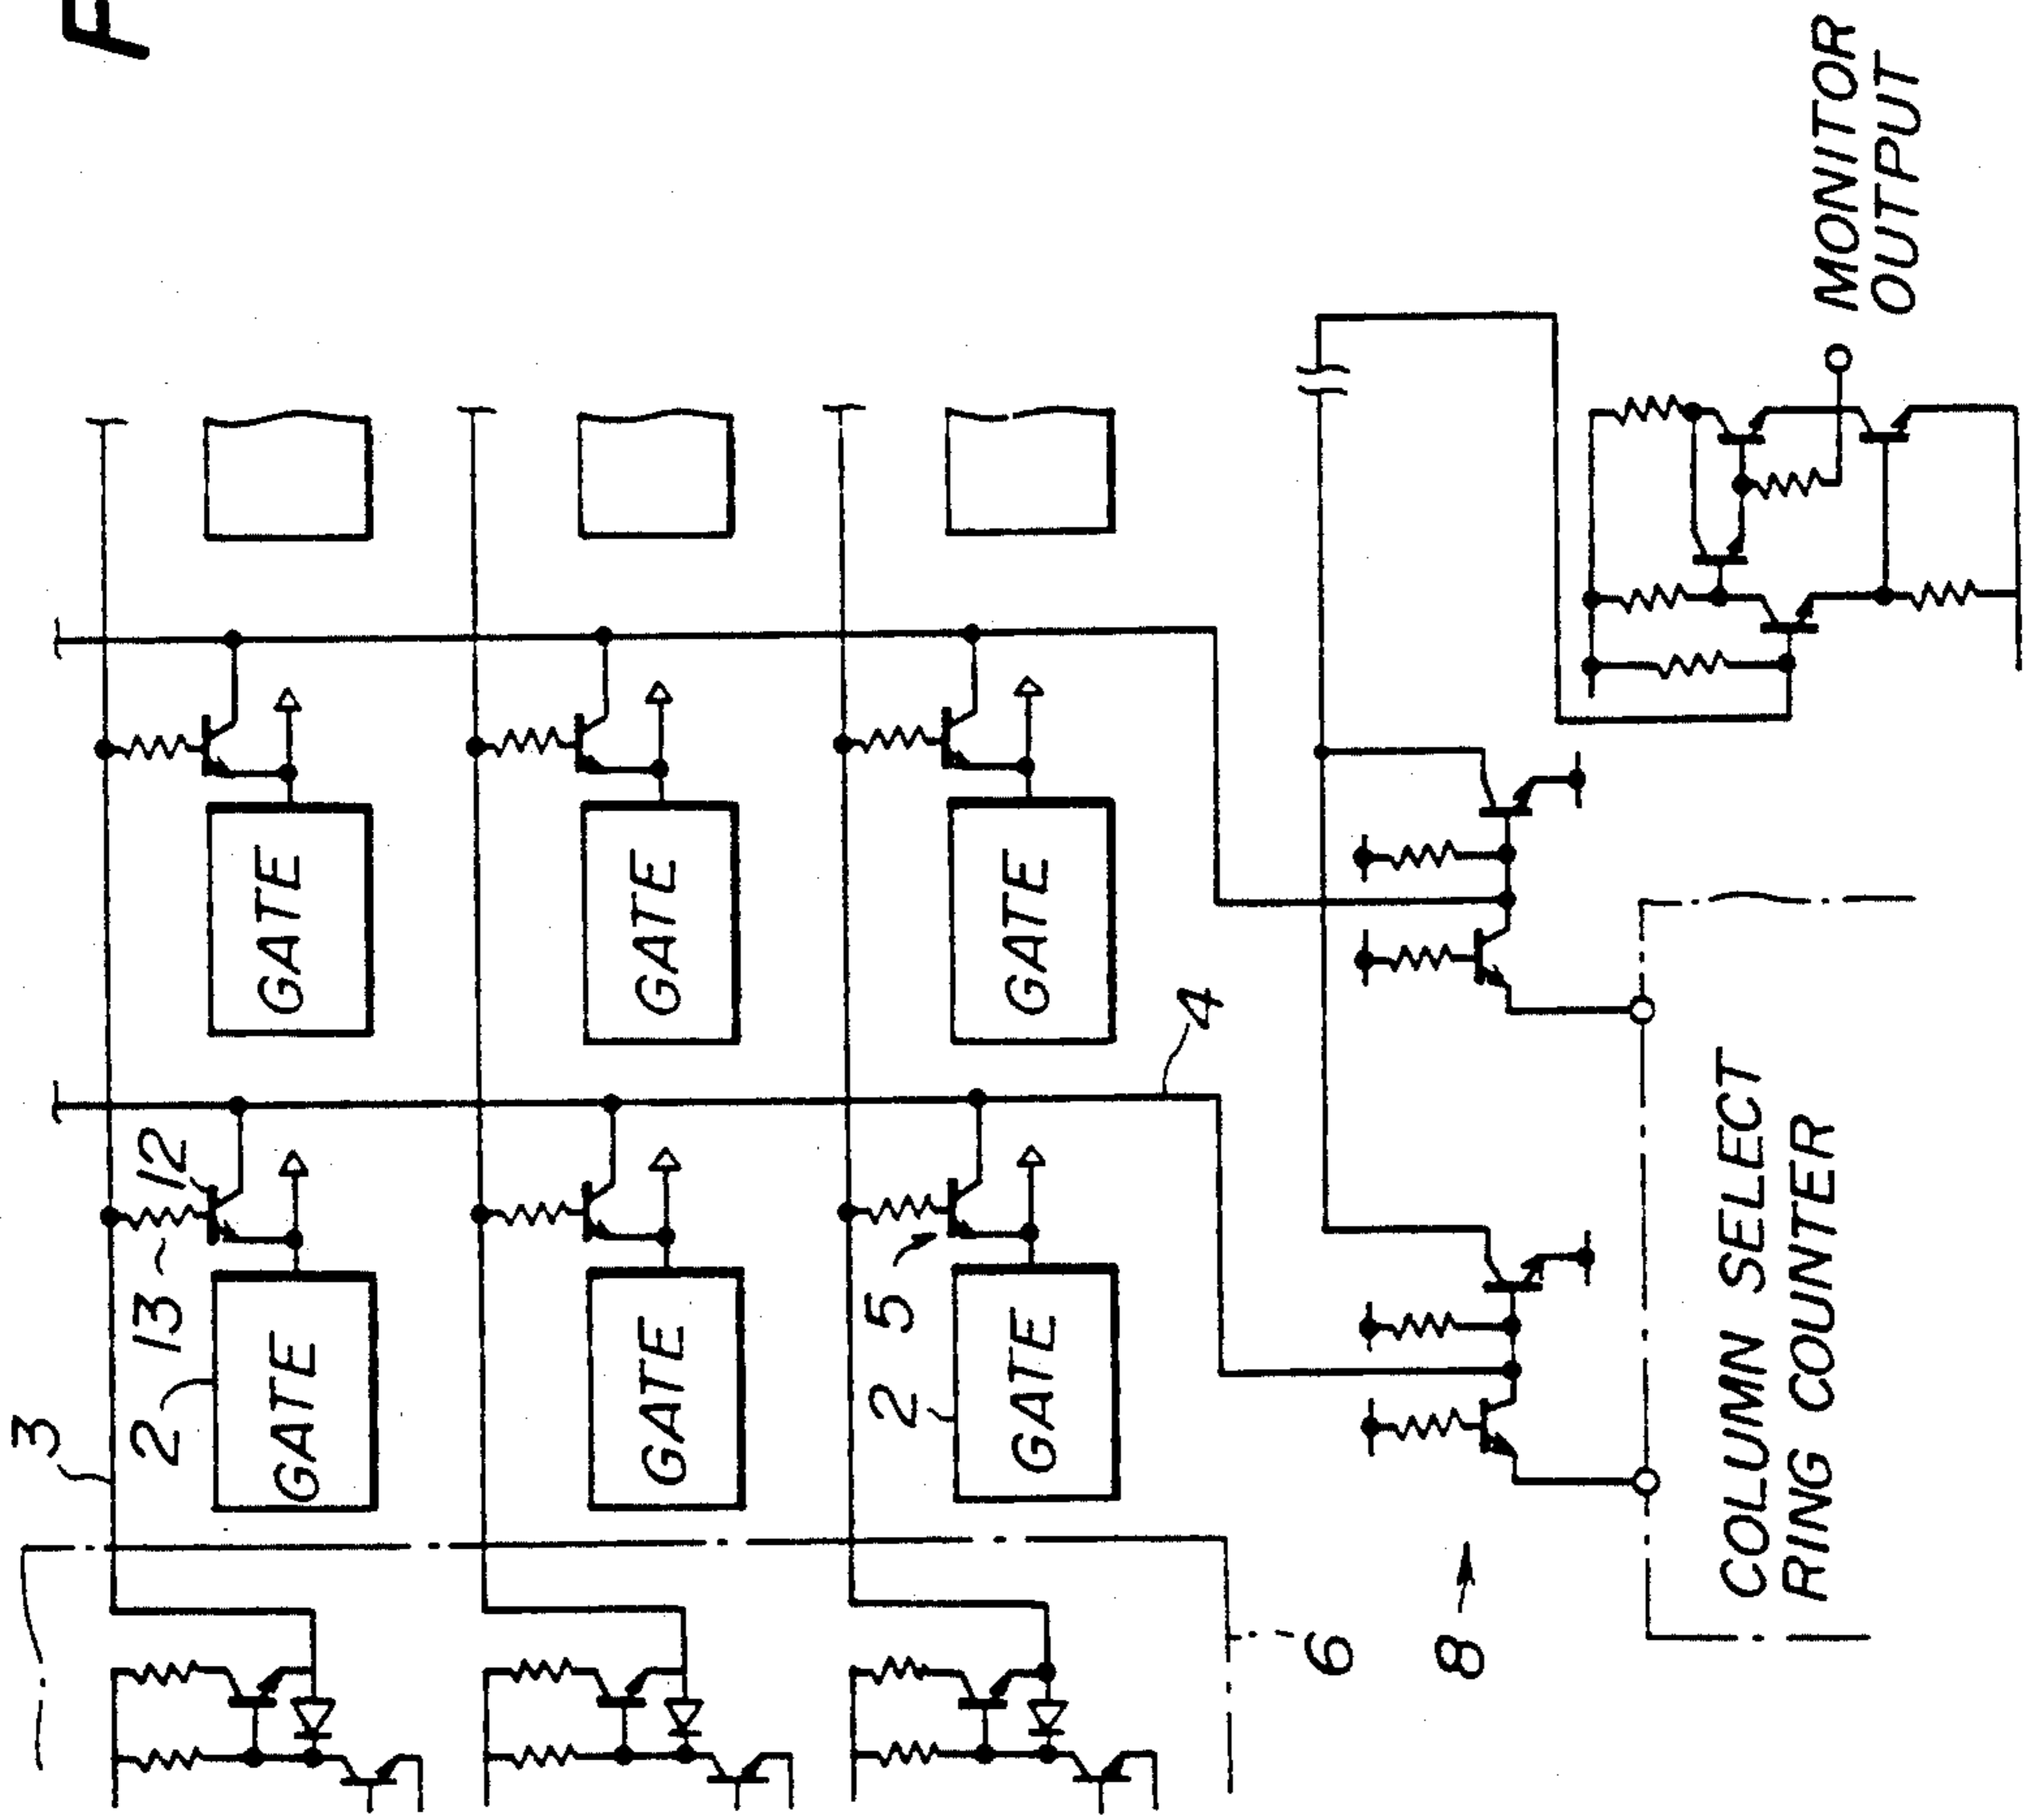 F
3
2 13 12
GATE GATE
GATE GATE
2 5
GATE GATE
4
6
8
COLUMN SELECT
RING COUNTER
MONITOR
OUTPUT